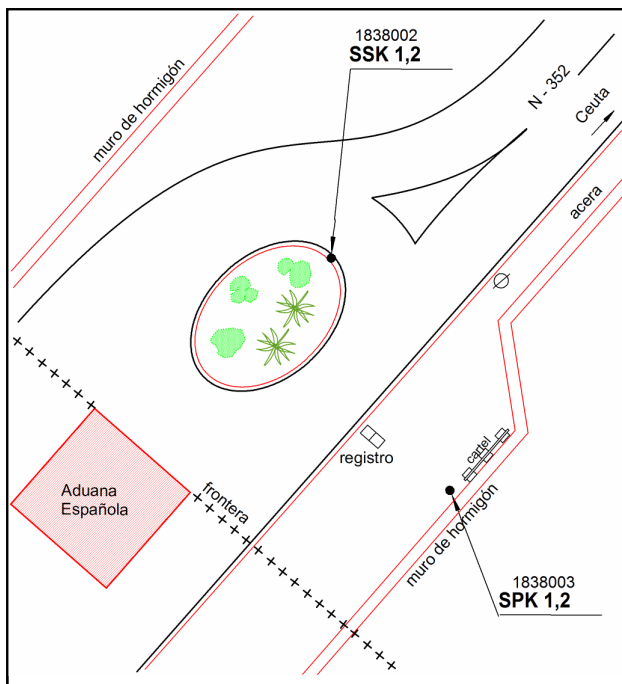 1838002
SSK 1,2
muro de hormigón
N - 352
Ceuta
acera
cartel
registro
Aduana
Española
frontera
muro de hormigón
1838003
SPK 1,2